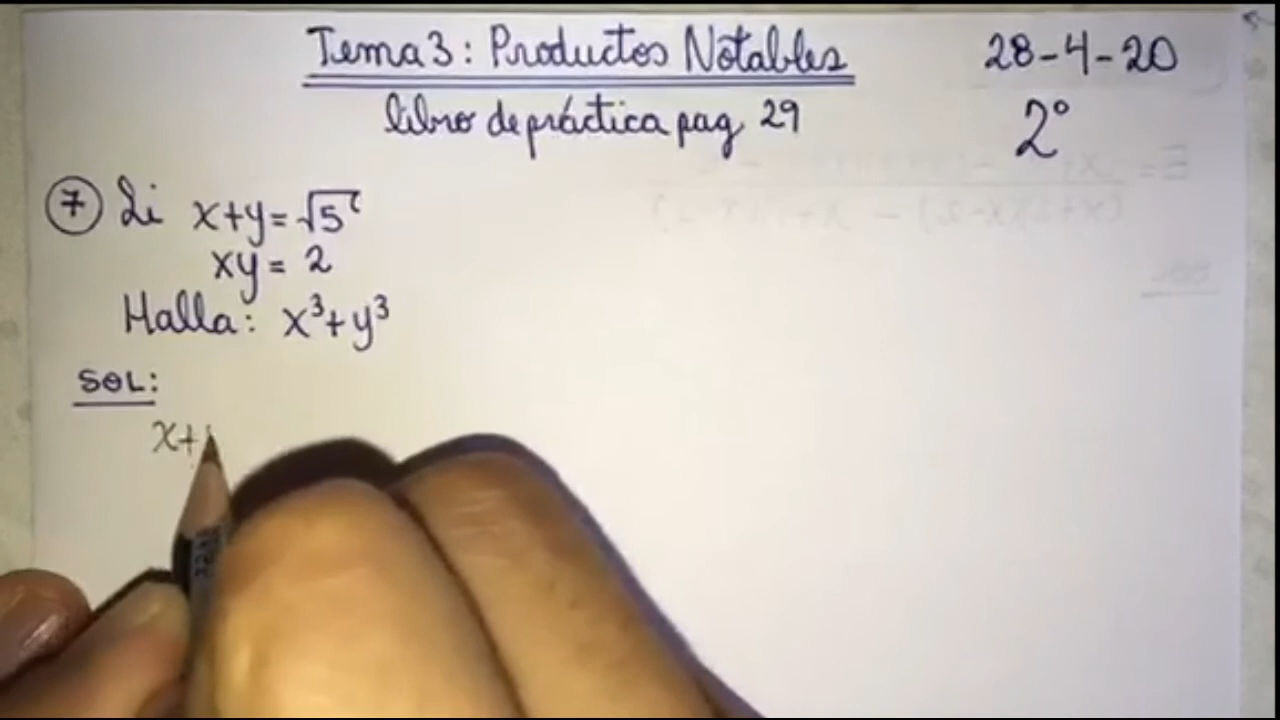 Tema 3: Productos Notables
28-4-20
libro de práctica pag 29
2°
7 Si x+y=√5
xy = 2
Halla: x³+y³
SOL:
x+